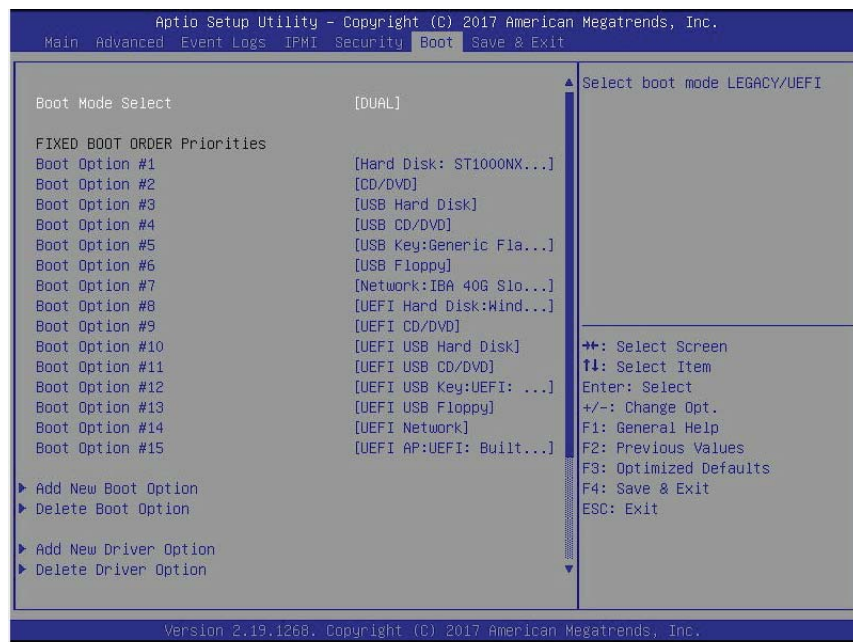 Aptio Setup Utility – Copyright (C) 2017 American Megatrends, Inc.
Main Advanced Event Logs IPMI Security Boot Save & Exit
Boot Mode Select [DUAL]
FIXED BOOT ORDER Priorities
Boot Option #1 [Hard Disk: ST1000NX...]
Boot Option #2 [CD/DVD]
Boot Option #3 [USB Hard Disk]
Boot Option #4 [USB CD/DVD]
Boot Option #5 [USB Key:Generic Fla...]
Boot Option #6 [USB Floppy]
Boot Option #7 [Network:IBA 40G Slo...]
Boot Option #8 [UEFI Hard Disk:Wind...]
Boot Option #9 [UEFI CD/DVD]
Boot Option #10 [UEFI USB Hard Disk]
Boot Option #11 [UEFI USB CD/DVD]
Boot Option #12 [UEFI USB Key:UEFI: ...]
Boot Option #13 [UEFI USB Floppy]
Boot Option #14 [UEFI Network]
Boot Option #15 [UEFI AP:UEFI: Built...]
Add New Boot Option
Delete Boot Option
Add New Driver Option
Delete Driver Option
Select boot mode LEGACY/UEFI
→←: Select Screen
↑↓: Select Item
Enter: Select
+/-: Change Opt.
F1: General Help
F2: Previous Values
F3: Optimized Defaults
F4: Save & Exit
ESC: Exit
Version 2.19.1268. Copyright (C) 2017 American Megatrends, Inc.